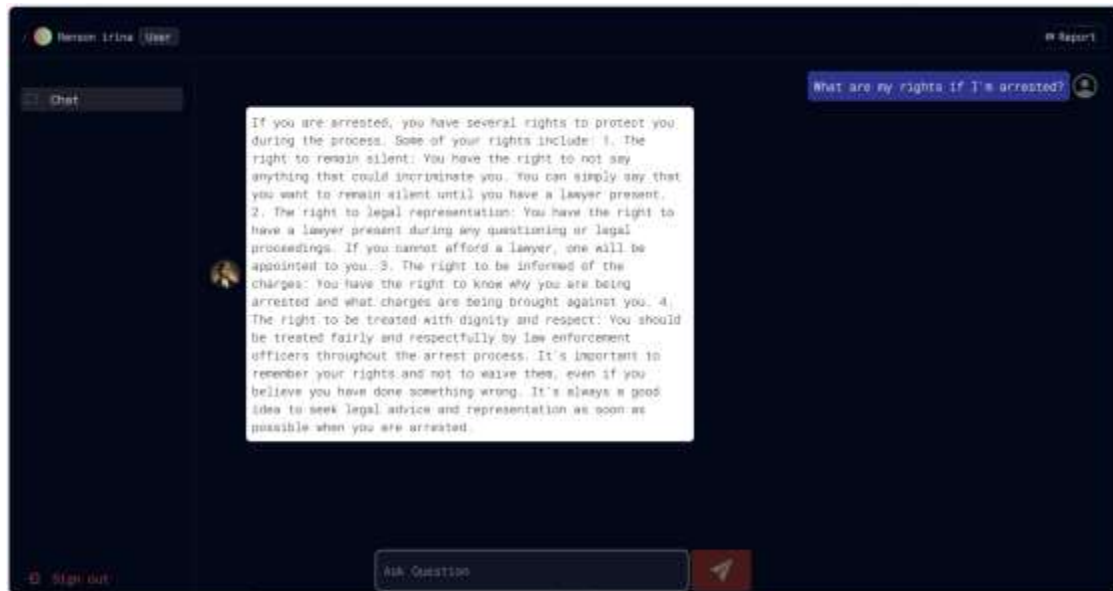 / Henson irina User
Report
Chat
What are my rights if I'm arrested?
If you are arrested, you have several rights to protect you
during the process. Some of your rights include: 1. The
right to remain silent: You have the right to not say
anything that could incriminate you. You can simply say that
you want to remain silent until you have a lawyer present.
2. The right to legal representation: You have the right to
have a lawyer present during any questioning or legal
proceedings. If you cannot afford a lawyer, one will be
appointed to you. 3. The right to be informed of the
charges: You have the right to know why you are being
arrested and what charges are being brought against you. 4.
The right to be treated with dignity and respect: You should
be treated fairly and respectfully by law enforcement
officers throughout the arrest process. It's important to
remember your rights and not to waive them, even if you
believe you have done something wrong. It's always a good
idea to seek legal advice and representation as soon as
possible when you are arrested.
Ask Question
Sign out